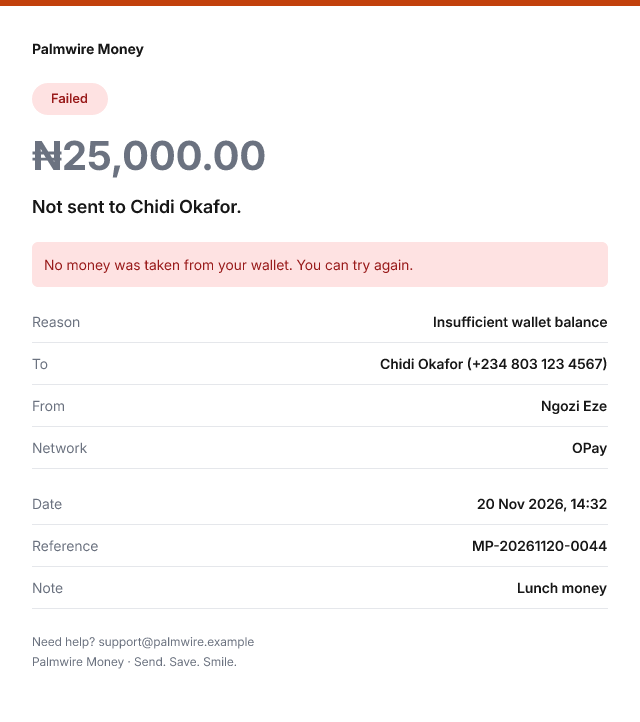 Palmwire Money
Failed
₦25,000.00
Not sent to Chidi Okafor.
No money was taken from your wallet. You can try again.
Reason Insufficient wallet balance
To Chidi Okafor (+234 803 123 4567)
From Ngozi Eze
Network OPay
Date 20 Nov 2026, 14:32
Reference MP-20261120-0044
Note Lunch money
Need help? support@palmwire.example
Palmwire Money · Send. Save. Smile.